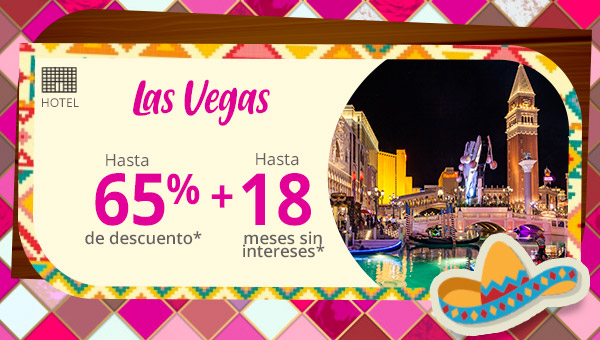 HOTEL
Las Vegas
Hasta
65% +
de descuento*
Hasta
18
meses sin
intereses*